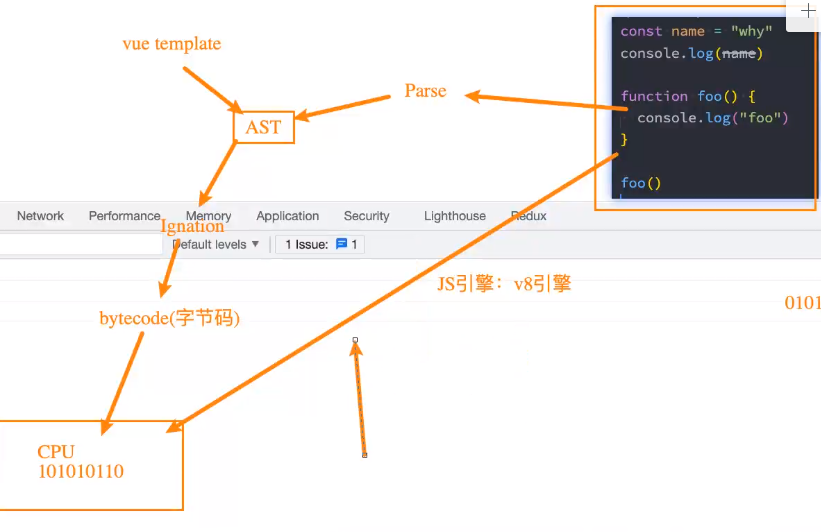 vue template
Parse
AST
const name = "why"
console.log(name)
function foo() {
console.log("foo")
}
foo()
Network Performance Memory Application Security Lighthouse Redux
Ignation
Default levels ▼ 1 Issue: 1
JS引擎：v8引擎
0101
bytecode(字节码)
CPU
101010110